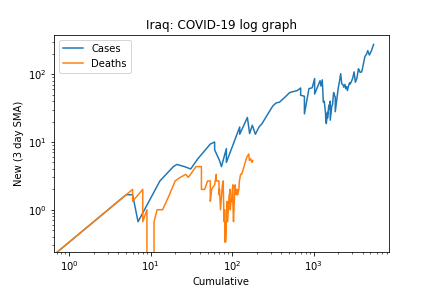 Iraq: COVID-19 log graph
Cases
Deaths
New (3 day SMA)
10²
10¹
10⁰
10⁰ 10¹ 10² 10³
Cumulative